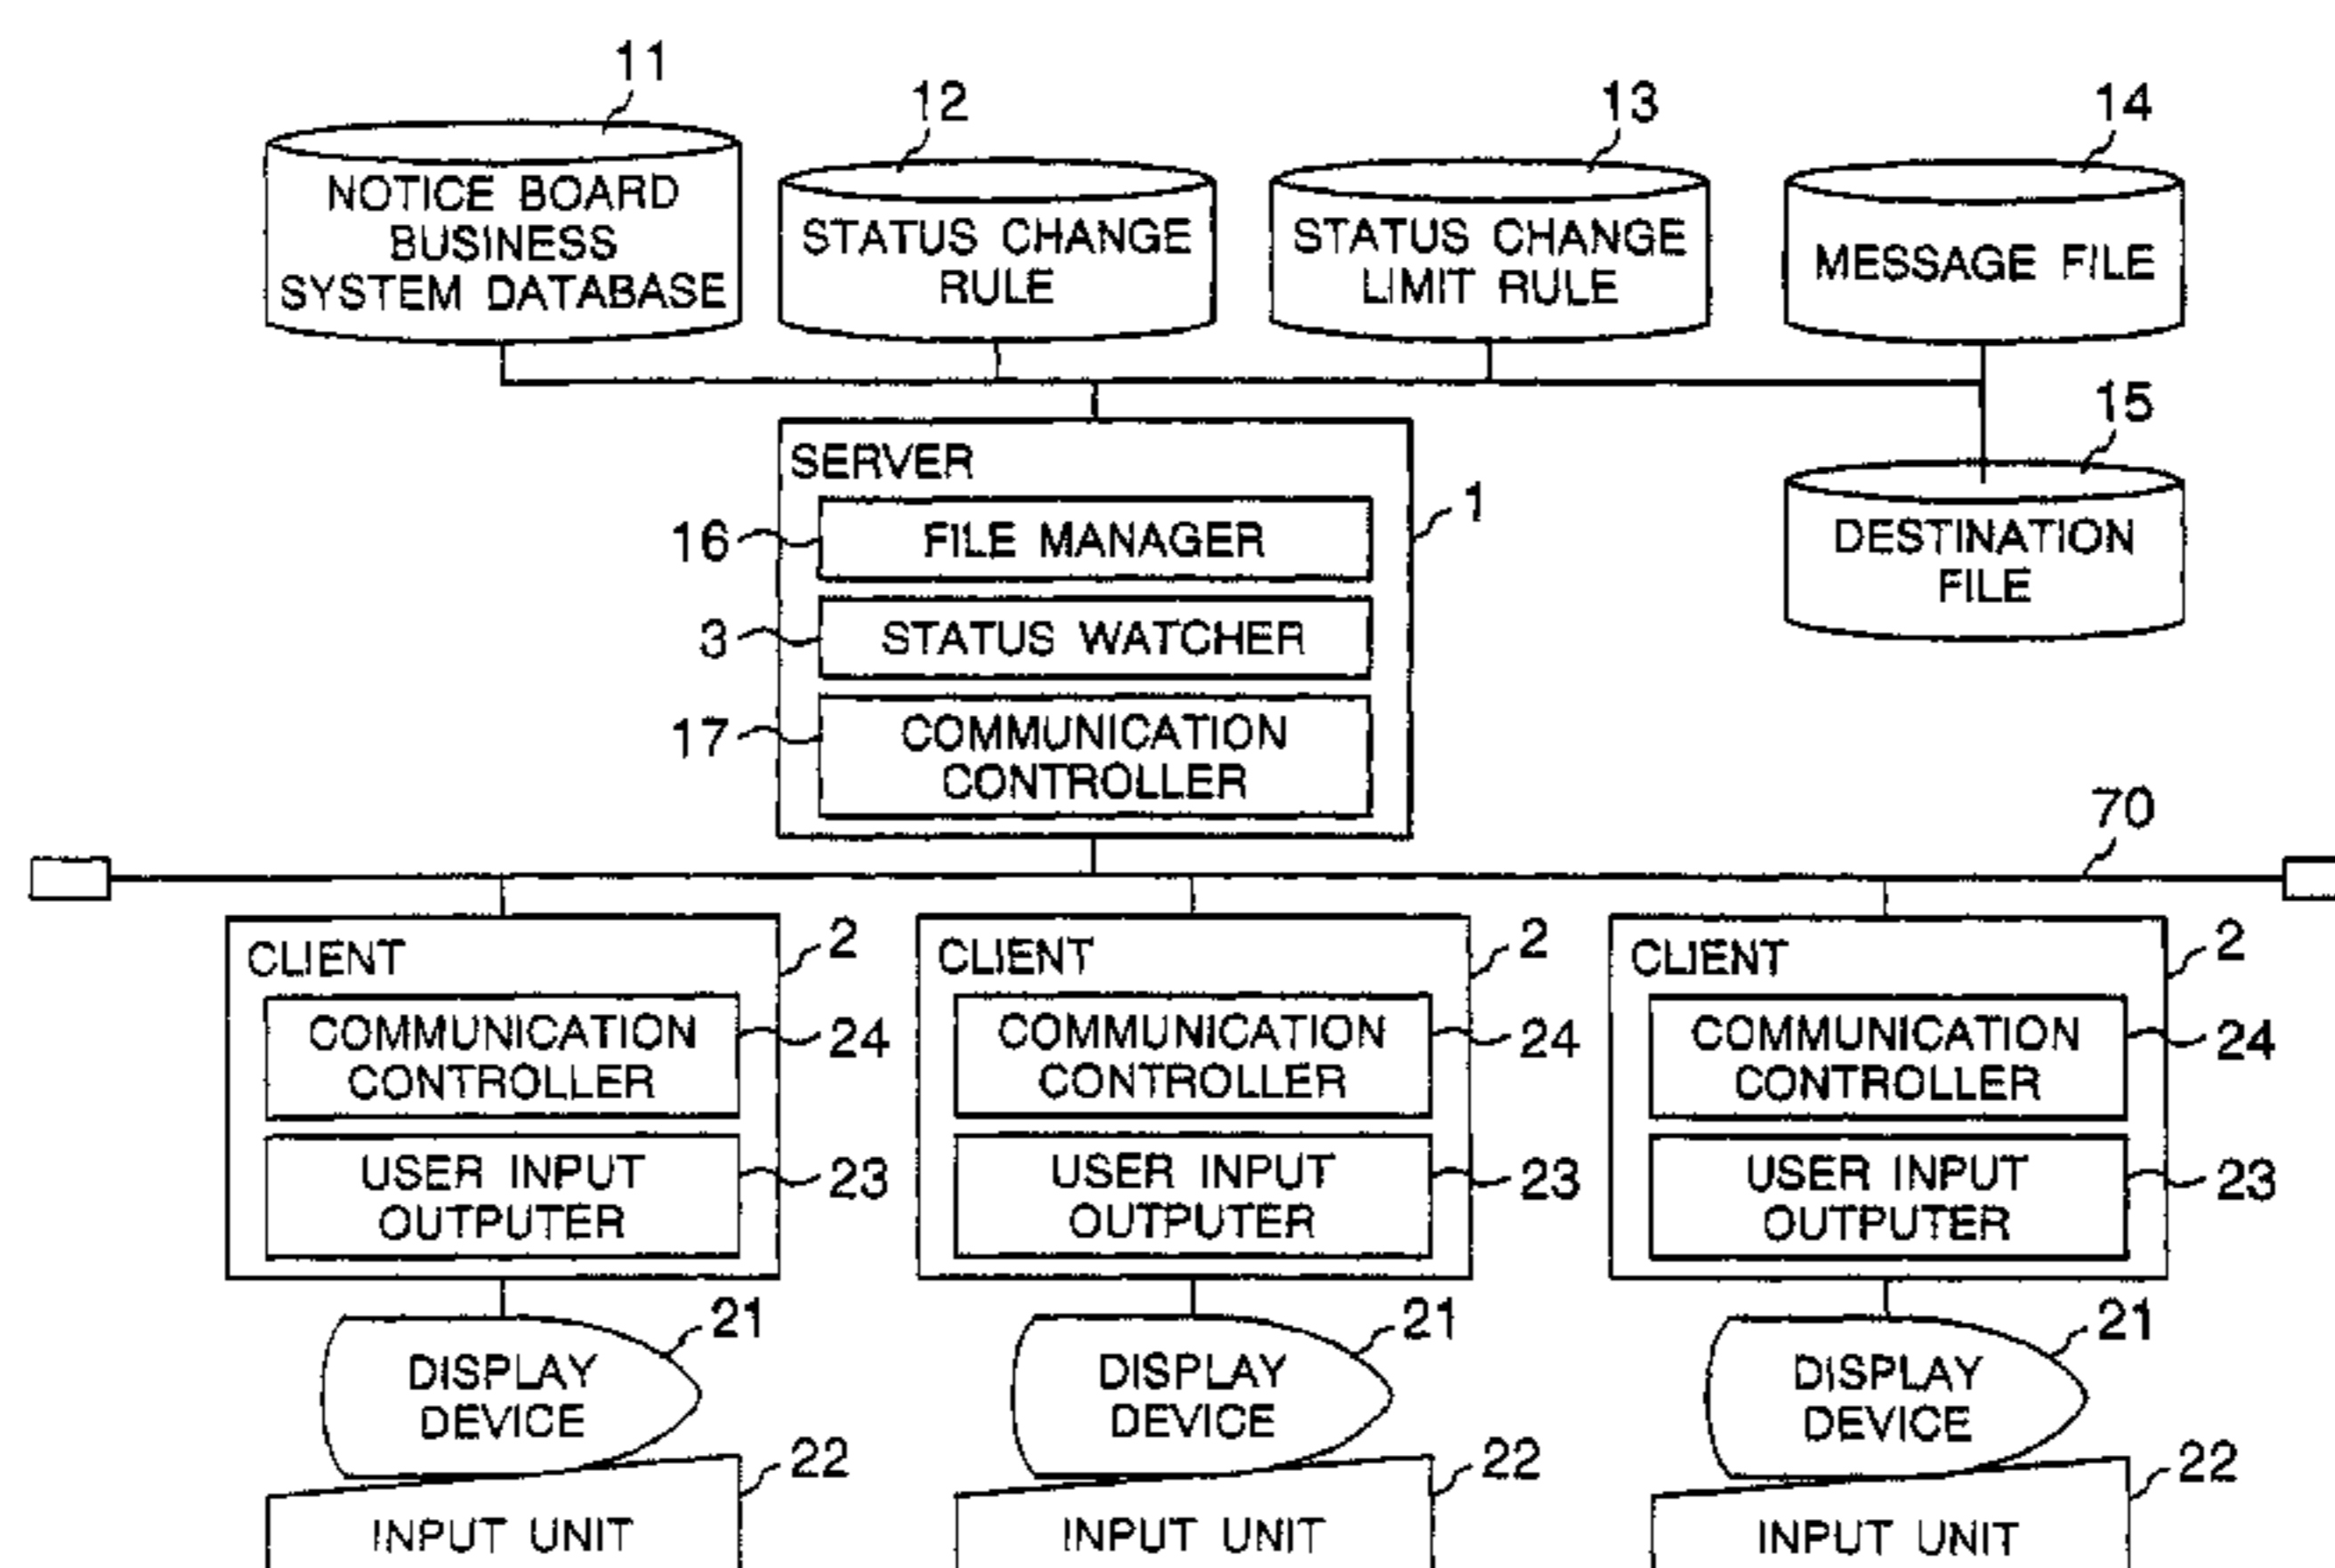 11
12
13
14
NOTICE BOARD
BUSINESS
SYSTEM DATABASE
STATUS CHANGE
RULE
STATUS CHANGE
LIMIT RULE
MESSAGE FILE
15
DESTINATION
FILE
SERVER
1
16
FILE MANAGER
3
STATUS WATCHER
17
COMMUNICATION
CONTROLLER
70
CLIENT
2
COMMUNICATION
CONTROLLER
24
USER INPUT
OUTPUTER
23
CLIENT
2
COMMUNICATION
CONTROLLER
24
USER INPUT
OUTPUTER
23
CLIENT
2
COMMUNICATION
CONTROLLER
24
USER INPUT
OUTPUTER
23
21
DISPLAY
DEVICE
22
INPUT UNIT
21
DISPLAY
DEVICE
22
INPUT UNIT
21
DISPLAY
DEVICE
22
INPUT UNIT